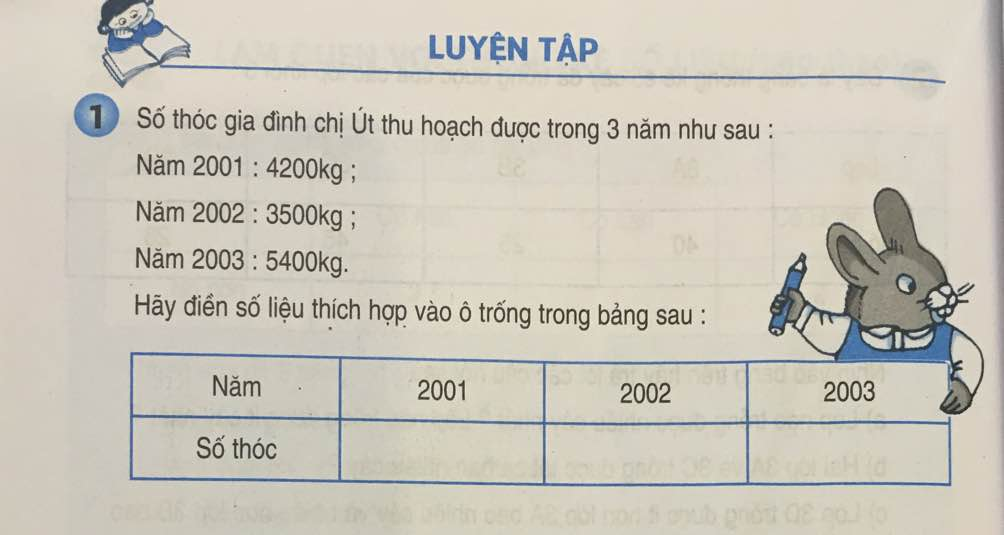 LUYỆN TẬP
1 Số thóc gia đình chị Út thu hoạch được trong 3 năm như sau :
Năm 2001 : 4200kg ;
Năm 2002 : 3500kg ;
Năm 2003 : 5400kg.
Hãy điền số liệu thích hợp vào ô trống trong bảng sau :
Năm 2001 2002 2003
Số thóc